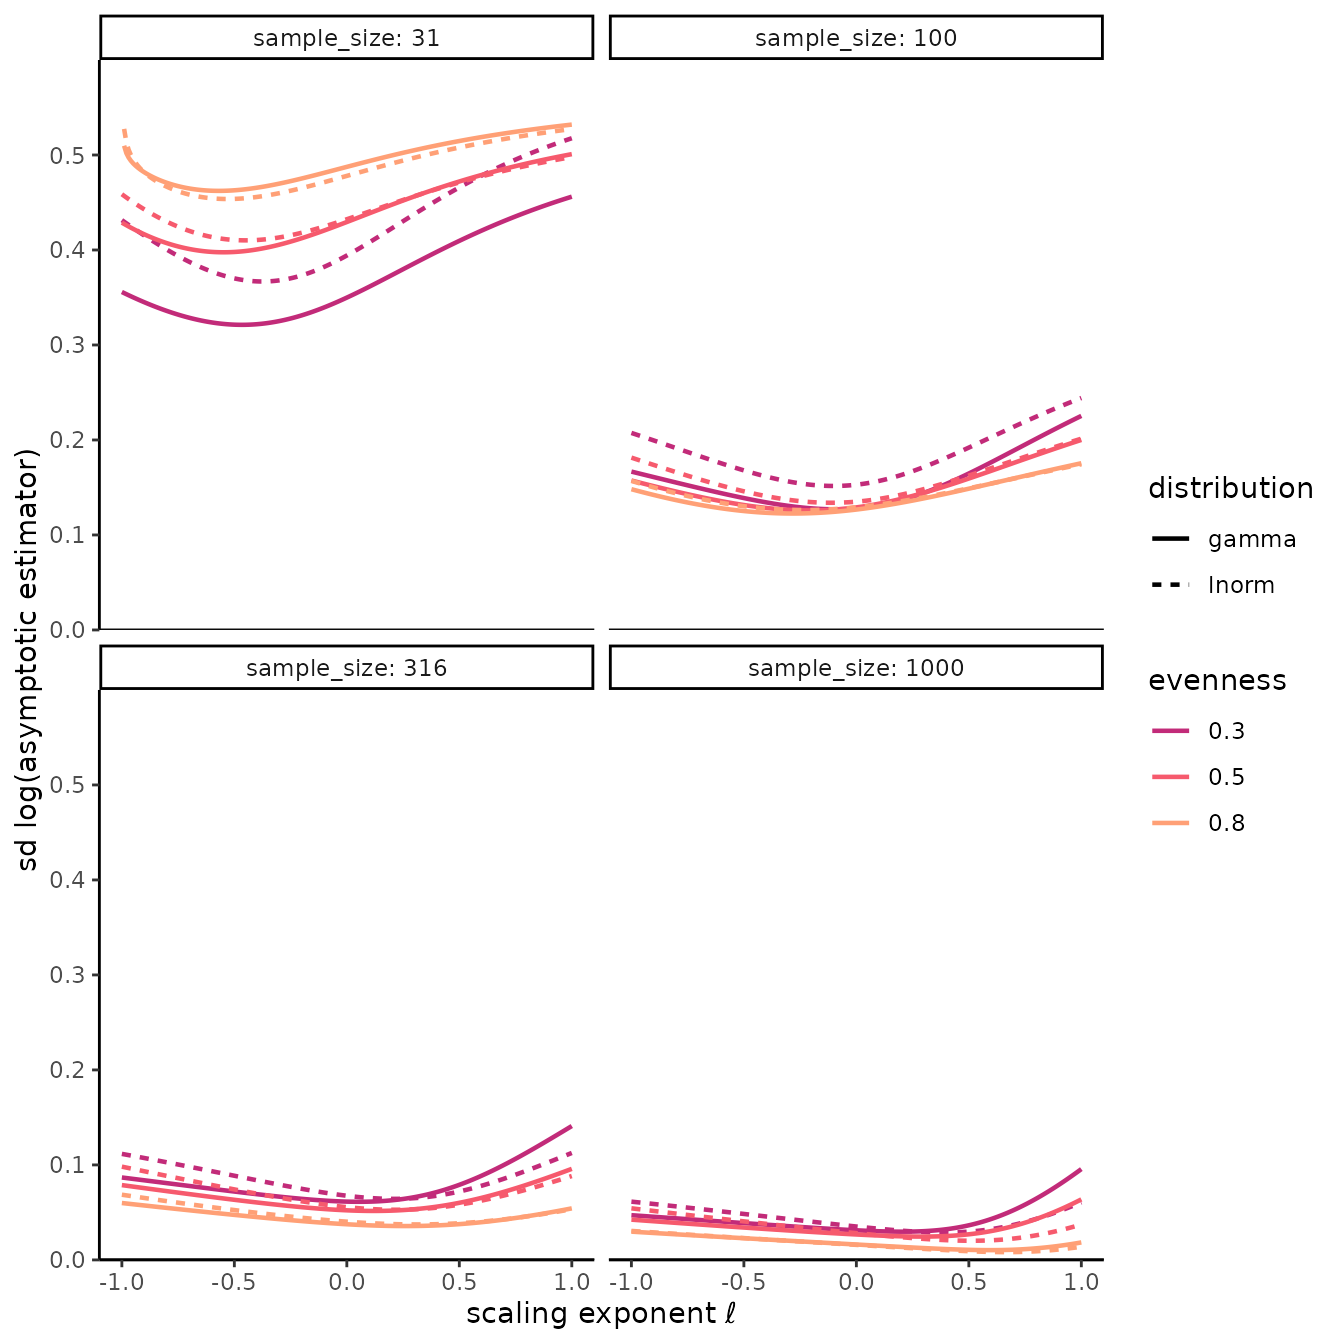 sample_size: 31
sample_size: 100
0.5
0.4
0.3
0.2
0.1
0.0
sample_size: 316
sample_size: 1000
0.5
0.4
0.3
0.2
0.1
0.0
-1.0 -0.5 0.0 0.5 1.0
-1.0 -0.5 0.0 0.5 1.0
scaling exponent ℓ
sd log(asymptotic estimator)
distribution
gamma
lnorm
evenness
0.3
0.5
0.8